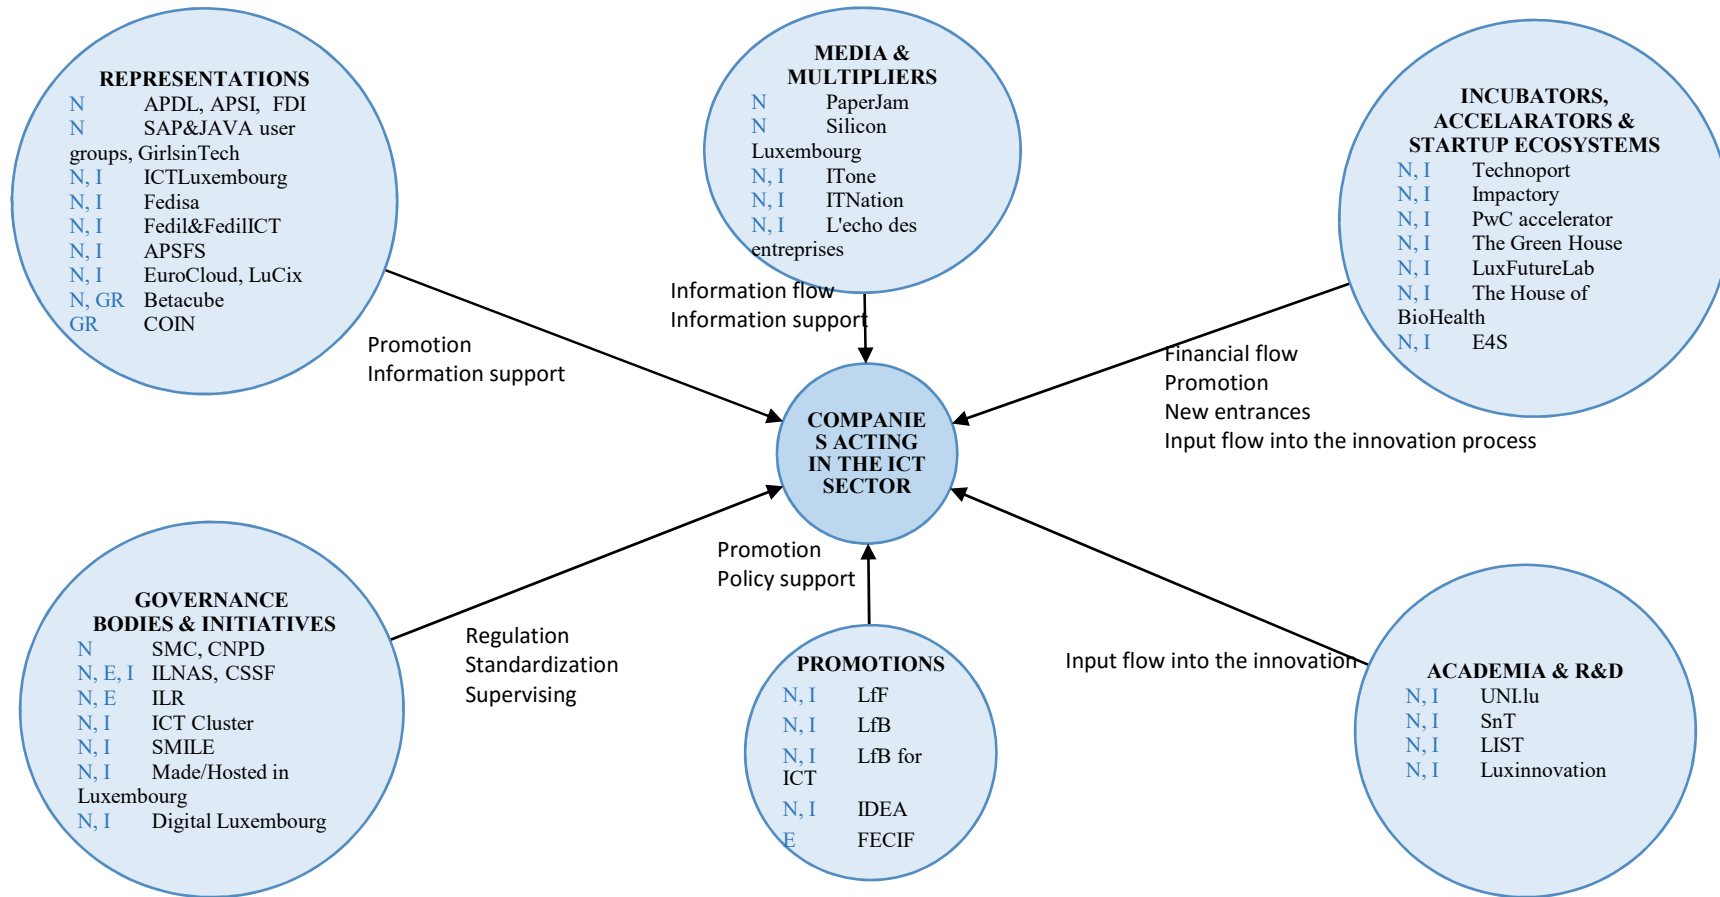 REPRESENTATIONS
N APDL, APSI, FDI
N SAP&JAVA user
groups, GirlsinTech
N, I ICTLuxembourg
N, I Fedisa
N, I Fedil&FedilICT
N, I APSFS
N, I EuroCloud, LuCix
N, GR Betacube
GR COIN
MEDIA &
MULTIPLIERS
N PaperJam
N Silicon
Luxembourg
N, I ITone
N, I ITNation
N, I L'echo des
entreprises
INCUBATORS,
ACCELARATORS &
STARTUP ECOSYSTEMS
N, I Technoport
N, I Impactory
N, I PwC accelerator
N, I The Green House
N, I LuxFutureLab
N, I The House of
BioHealth
N, I E4S
Promotion
Information support
Information flow
Information support
Financial flow
Promotion
New entrances
Input flow into the innovation process
COMPANIE
S ACTING
IN THE ICT
SECTOR
GOVERNANCE
BODIES & INITIATIVES
N SMC, CNPD
N, E, I ILNAS, CSSF
N, E ILR
N, I ICT Cluster
N, I SMILE
N, I Made/Hosted in
Luxembourg
N, I Digital Luxembourg
Regulation
Standardization
Supervising
Promotion
Policy support
PROMOTIONS
N, I LfF
N, I LfB
N, I LfB for
ICT
N, I IDEA
E FECIF
Input flow into the innovation
ACADEMIA & R&D
N, I UNI.lu
N, I SnT
N, I LIST
N, I Luxinnovation